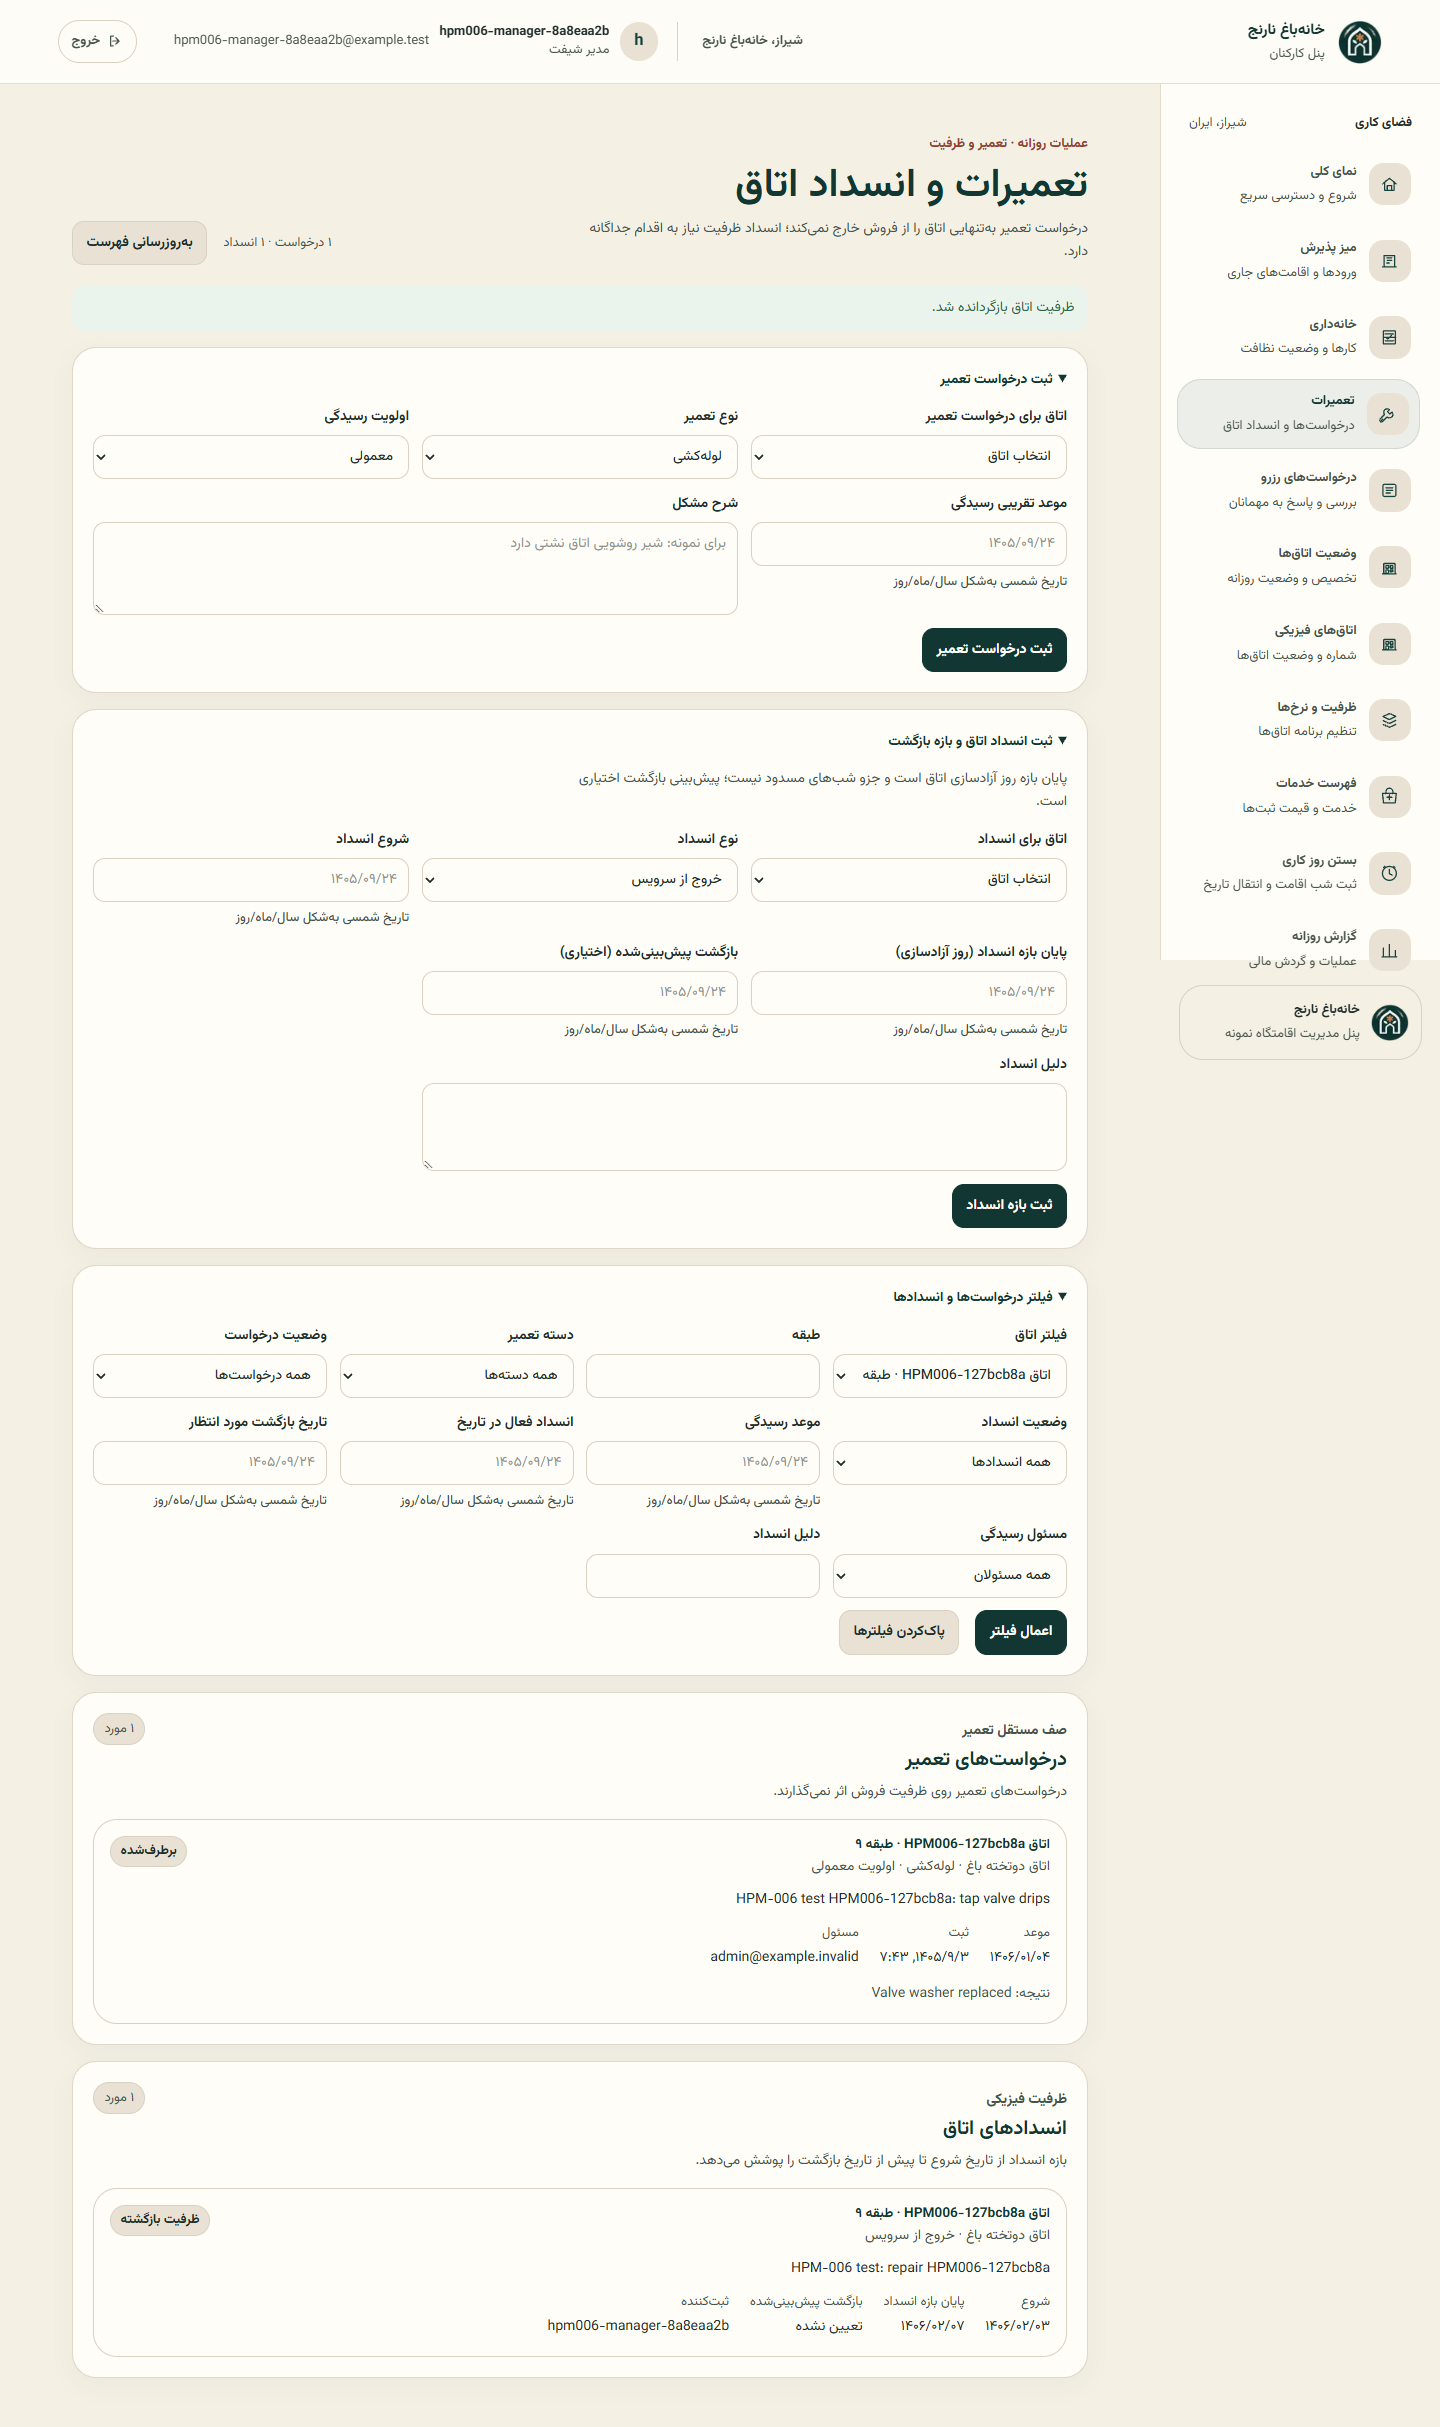 خانه‌باغ نارنج
پنل کارکنان
شیراز، خانه‌باغ نارنج
h
hpm006-manager-8a8eaa2b
مدیر شیفت
hpm006-manager-8a8eaa2b@example.test
خروج
فضای کاری
شیراز، ایران
نمای کلی
شروع و دسترسی سریع
میز پذیرش
ورودها و اقامت‌های جاری
خانه‌داری
کارها و وضعیت نظافت
تعمیرات
درخواست‌ها و انسداد اتاق
درخواست‌های رزرو
بررسی و پاسخ به مهمانان
وضعیت اتاق‌ها
تخصیص و وضعیت روزانه
اتاق‌های فیزیکی
شماره و وضعیت اتاق‌ها
ظرفیت و نرخ‌ها
تنظیم برنامه اتاق‌ها
فهرست خدمات
خدمت و قیمت ثبت‌ها
بستن روز کاری
ثبت شب اقامت و انتقال تاریخ
گزارش روزانه
عملیات و گردش مالی
خانه‌باغ نارنج
پنل مدیریت اقامتگاه نمونه
عملیات روزانه · تعمیر و ظرفیت
تعمیرات و انسداد اتاق
درخواست تعمیر به‌تنهایی اتاق را از فروش خارج نمی‌کند؛ انسداد ظرفیت نیاز به اقدام جداگانه
دارد.
۱ درخواست · ۱ انسداد
به‌روزرسانی فهرست
ظرفیت اتاق بازگردانده شد.
▼ ثبت درخواست تعمیر
اتاق برای درخواست تعمیر
نوع تعمیر
اولویت رسیدگی
انتخاب اتاق
لوله‌کشی
معمولی
موعد تقریبی رسیدگی
شرح مشکل
۱۴۰۵/۰۹/۲۴
برای نمونه: شیر روشویی اتاق نشتی دارد
تاریخ شمسی به‌شکل سال/ماه/روز
ثبت درخواست تعمیر
▼ ثبت انسداد اتاق و بازه بازگشت
پایان بازه روز آزادسازی اتاق است و جزو شب‌های مسدود نیست؛ پیش‌بینی بازگشت اختیاری
است.
اتاق برای انسداد
نوع انسداد
شروع انسداد
انتخاب اتاق
خروج از سرویس
۱۴۰۵/۰۹/۲۴
تاریخ شمسی به‌شکل سال/ماه/روز
پایان بازه انسداد (روز آزادسازی)
بازگشت پیش‌بینی‌شده (اختیاری)
۱۴۰۵/۰۹/۲۴
۱۴۰۵/۰۹/۲۴
تاریخ شمسی به‌شکل سال/ماه/روز
تاریخ شمسی به‌شکل سال/ماه/روز
دلیل انسداد
ثبت بازه انسداد
▼ فیلتر درخواست‌ها و انسدادها
فیلتر اتاق
طبقه
دسته تعمیر
وضعیت درخواست
اتاق HPM006-127bcb8a · طبقه
همه دسته‌ها
همه درخواست‌ها
وضعیت انسداد
موعد رسیدگی
انسداد فعال در تاریخ
تاریخ بازگشت مورد انتظار
همه انسدادها
۱۴۰۵/۰۹/۲۴
۱۴۰۵/۰۹/۲۴
۱۴۰۵/۰۹/۲۴
تاریخ شمسی به‌شکل سال/ماه/روز
تاریخ شمسی به‌شکل سال/ماه/روز
تاریخ شمسی به‌شکل سال/ماه/روز
مسئول رسیدگی
دلیل انسداد
همه مسئولان
اعمال فیلتر
پاک‌کردن فیلترها
صف مستقل تعمیر
۱ مورد
درخواست‌های تعمیر
درخواست‌های تعمیر روی ظرفیت فروش اثر نمی‌گذارند.
اتاق HPM006-127bcb8a · طبقه ۹
برطرف‌شده
اتاق دوتخته باغ · لوله‌کشی · اولویت معمولی
HPM-006 test HPM006-127bcb8a: tap valve drips
موعد
ثبت
مسئول
۱۴۰۶/۰۱/۰۴
۱۴۰۵/۹/۳, ۷:۴۳
admin@example.invalid
نتیجه: Valve washer replaced
ظرفیت فیزیکی
۱ مورد
انسدادهای اتاق
بازه انسداد از تاریخ شروع تا پیش از تاریخ بازگشت را پوشش می‌دهد.
اتاق HPM006-127bcb8a · طبقه ۹
ظرفیت بازگشته
اتاق دوتخته باغ · خروج از سرویس
HPM-006 test: repair HPM006-127bcb8a
شروع
پایان بازه انسداد
بازگشت پیش‌بینی‌شده
ثبت‌کننده
۱۴۰۶/۰۲/۰۳
۱۴۰۶/۰۲/۰۷
تعیین نشده
hpm006-manager-8a8eaa2b